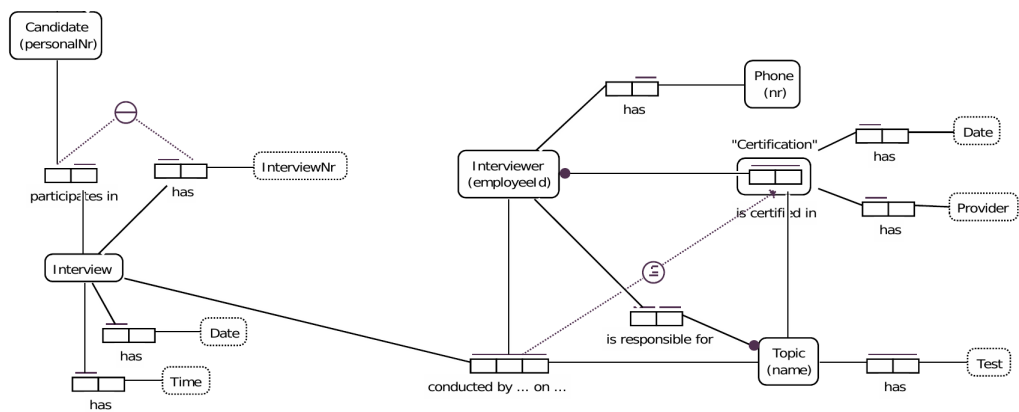 Candidate
(personalNr)
Phone
(nr)
has
"Certification"
Date
has
Interviewer
(employeeId)
InterviewNr
participates in
has
is certified in
Provider
has
Interview
Date
has
is responsible for
Topic
(name)
Test
has
Time
has
conducted by ... on ...